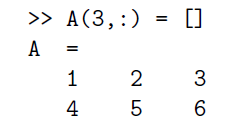 >> A(3,:) = []
A  =
1 2 3
4 5 6